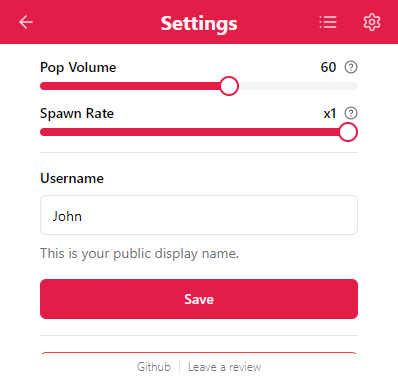 Settings
Pop Volume 60
Spawn Rate x1
Username
John
This is your public display name.
Save
Github Leave a review